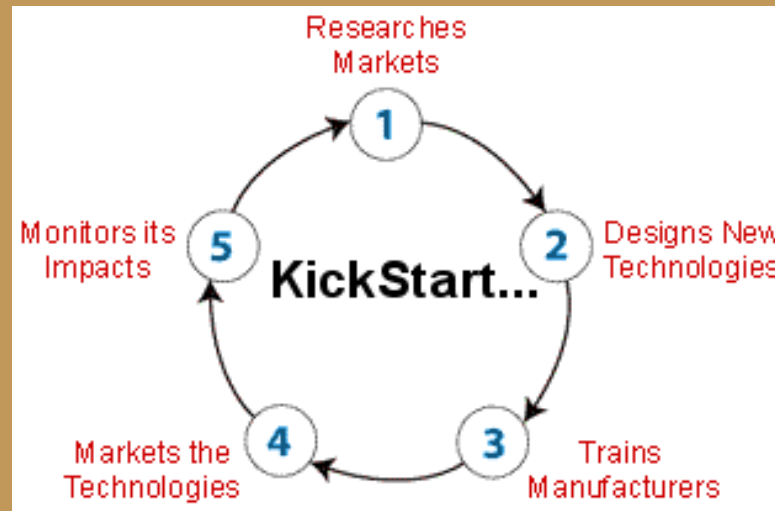 Researches
Markets
1
2
Designs New
Technologies
3
Trains
Manufacturers
4
Markets the
Technologies
5
Monitors its
Impacts
KickStart...